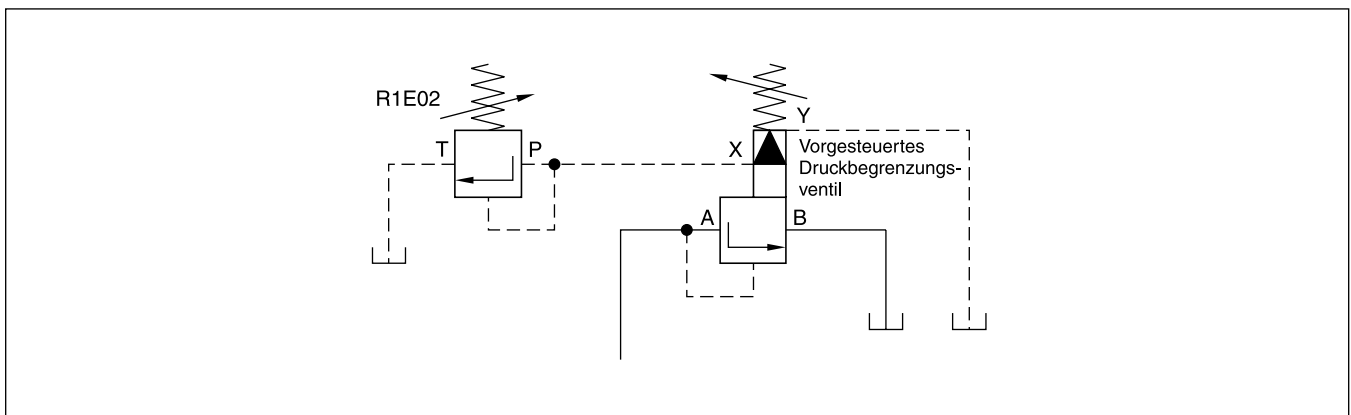 R1E02
T
P
X
Y
Vorgesteuertes
Druckbegrenzungs-
ventil
A
B